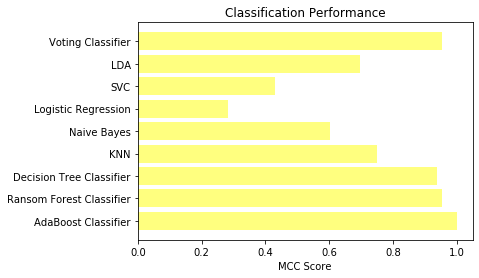 Classification Performance
Voting Classifier
LDA
SVC
Logistic Regression
Naive Bayes
KNN
Decision Tree Classifier
Ransom Forest Classifier
AdaBoost Classifier
0.0 0.2 0.4 0.6 0.8 1.0
MCC Score